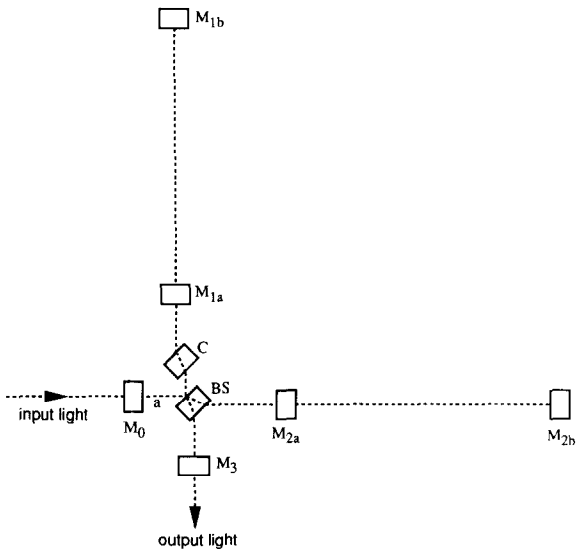 M1b
M1a
C
BS
a
input light
M0
M2a
M2b
M3
output light